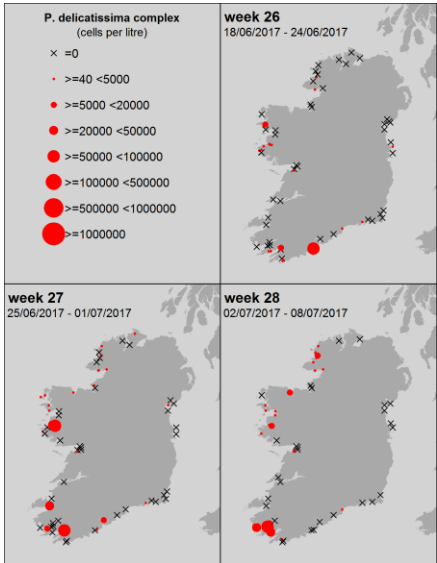 P. delicatissima complex
(cells per litre)
=0
>=40 <5000
>=5000 <20000
>=20000 <50000
>=50000 <100000
>=100000 <500000
>=500000 <1000000
>=1000000
week 26
18/06/2017 - 24/06/2017
week 27
25/06/2017 - 01/07/2017
week 28
02/07/2017 - 08/07/2017